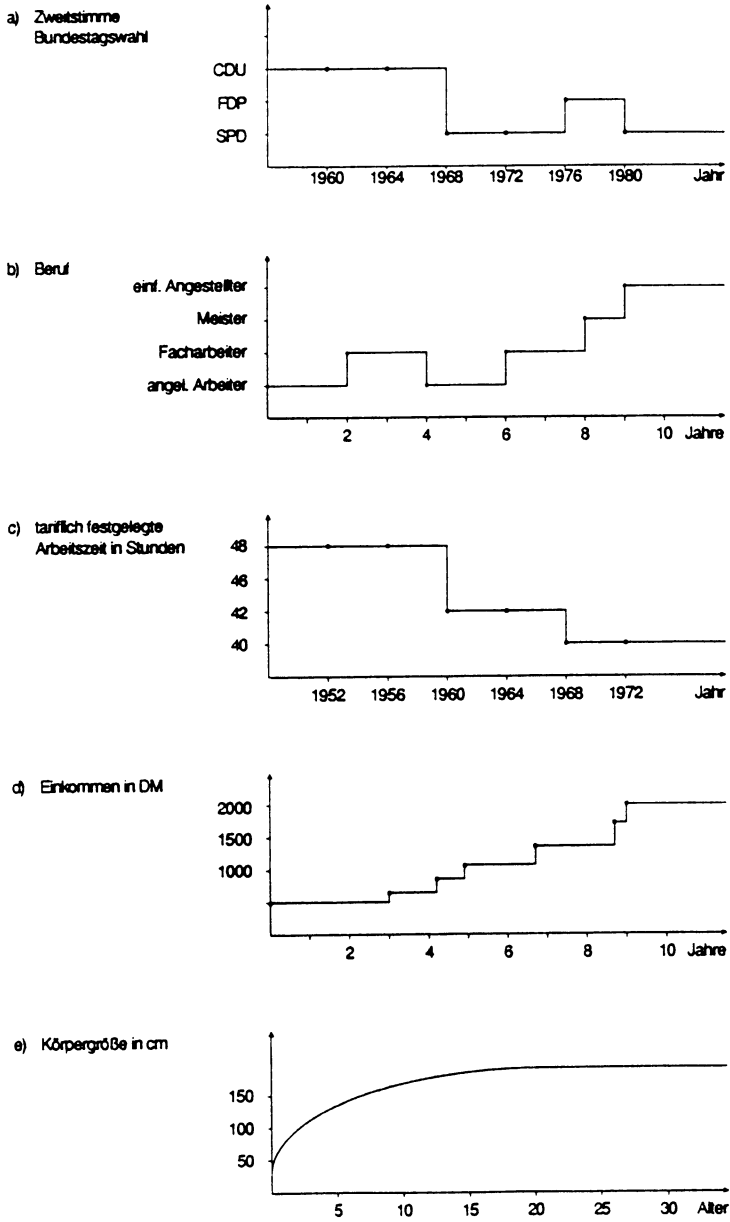 a) Zweitstimme
Bundestagswahl
CDU
FDP
SPD
1960 1964 1968 1972 1976 1980 Jahr
b) Beruf
einf. Angestellter
Meister
Facharbeiter
angel. Arbeiter
2 4 6 8 10 Jahre
c) tariflich festgelegte
Arbeitszeit in Stunden
48
46
42
40
1952 1956 1960 1964 1968 1972 Jahr
d) Einkommen in DM
2000
1500
1000
2 4 6 8 10 Jahre
e) Körpergröße in cm
150
100
50
5 10 15 20 25 30 Alter